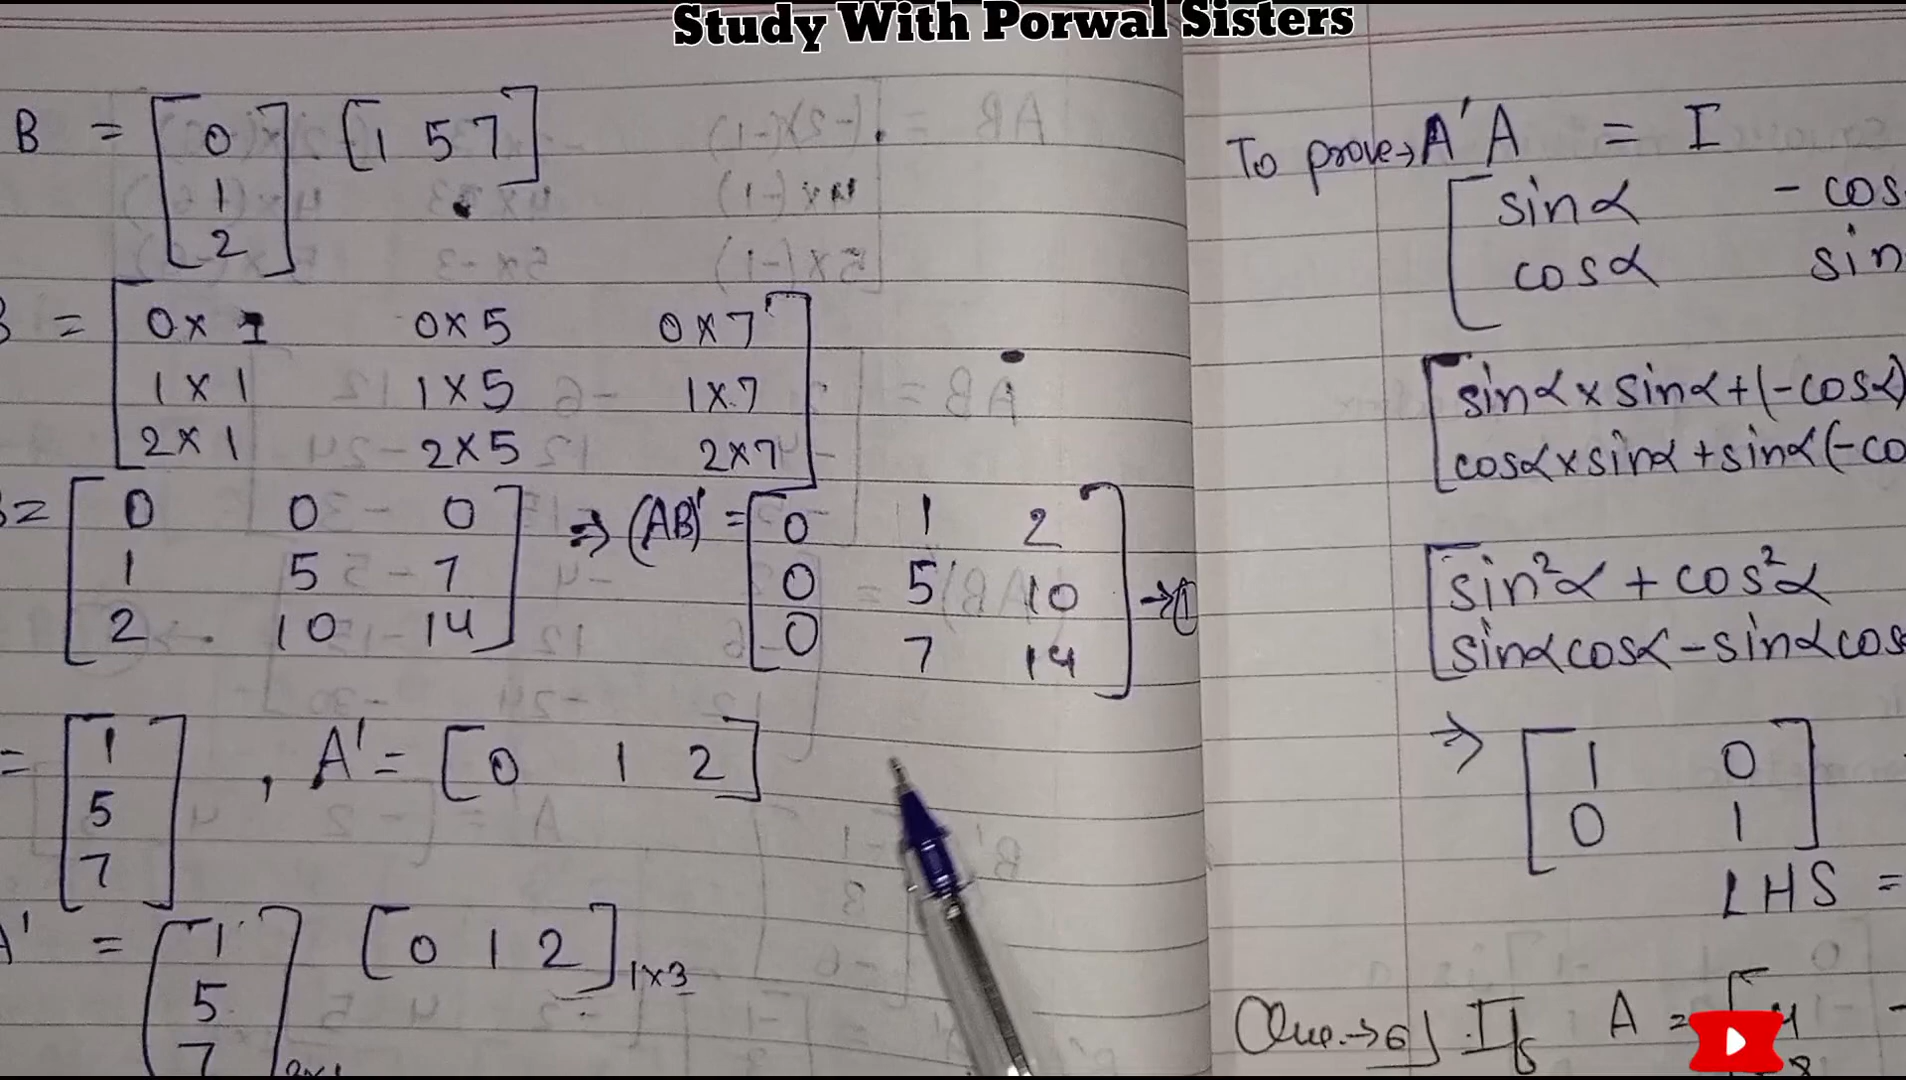 Study With Porwal Sisters
B = [0 1 2] [1 5 7]
= [0×1 0×5 0×7
1×1 1×5 1×7
2×1 2×5 2×7]
= [0 0 0
1 5 7
2 10 14] ⇒ (AB)' = [0 1 2
0 5 10
0 7 14] → ①
= [1
5
7] , A' = [0 1 2]
A' = [1
5
7] [0 1 2] 1×3
To prove→ A'A = I
[sinα - cos
cosα sin
[sinα×sinα+(-cosα)
cosα×sinα+sinα(-co
[sin²α + cos²α
sinαcosα-sinαcos
⇒ [1 0
0 1]
LHS =
Que.→6] If A =